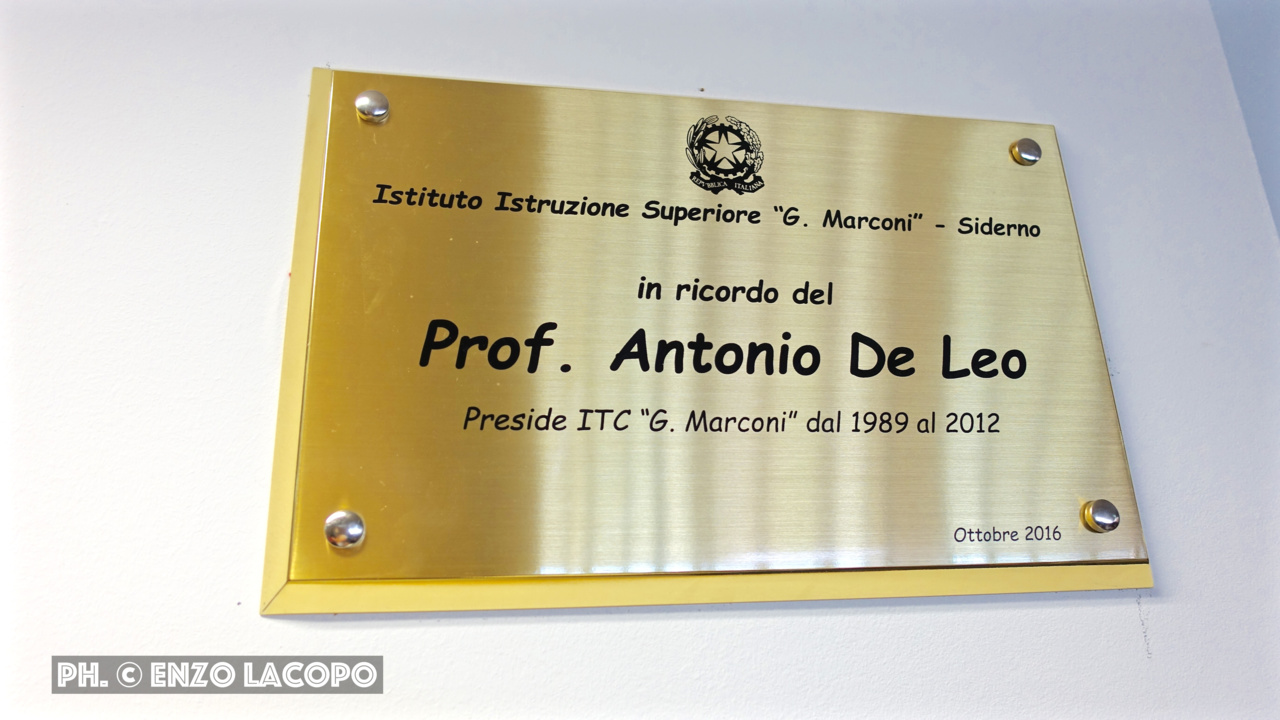 REPVBBLICA ITALIANA
Istituto Istruzione Superiore “G. Marconi” - Siderno
in ricordo del
Prof. Antonio De Leo
Preside ITC “G. Marconi” dal 1989 al 2012
Ottobre 2016
PH. © ENZO LACOPO